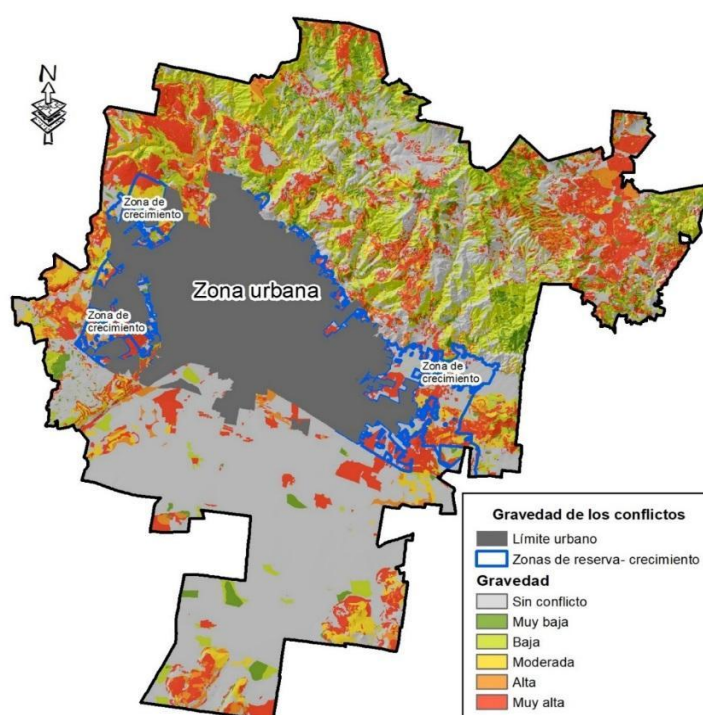 N
Zona de
crecimiento
Zona urbana
Zona de
crecimiento
Zona de
crecimiento
Gravedad de los conflictos
Límite urbano
Zonas de reserva- crecimiento
Gravedad
Sin conflicto
Muy baja
Baja
Moderada
Alta
Muy alta